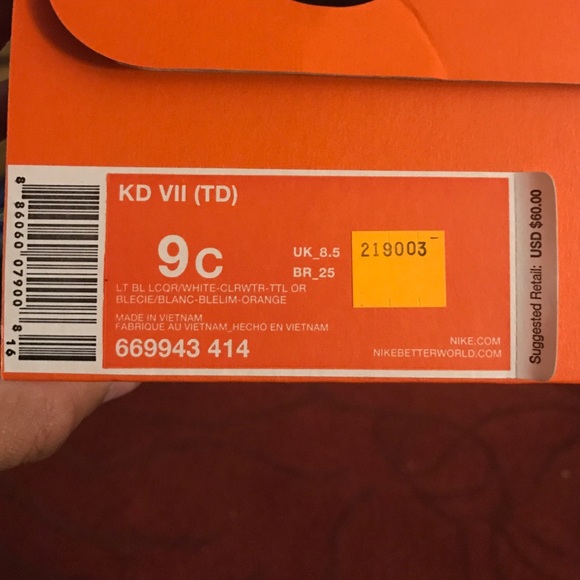 KD VII (TD)
9C
UK_8.5
BR_25
219003
LT BL LCQR/WHITE-CLRWTR-TTL OR
BLECIE/BLANC-BLELIM-ORANGE
MADE IN VIETNAM
FABRIQUE AU VIETNAM_HECHO EN VIETNAM
669943 414
NIKE.COM
NIKEBETTERWORLD.COM
Suggested Retail: USD $60.00
8 86060 07900 8 16